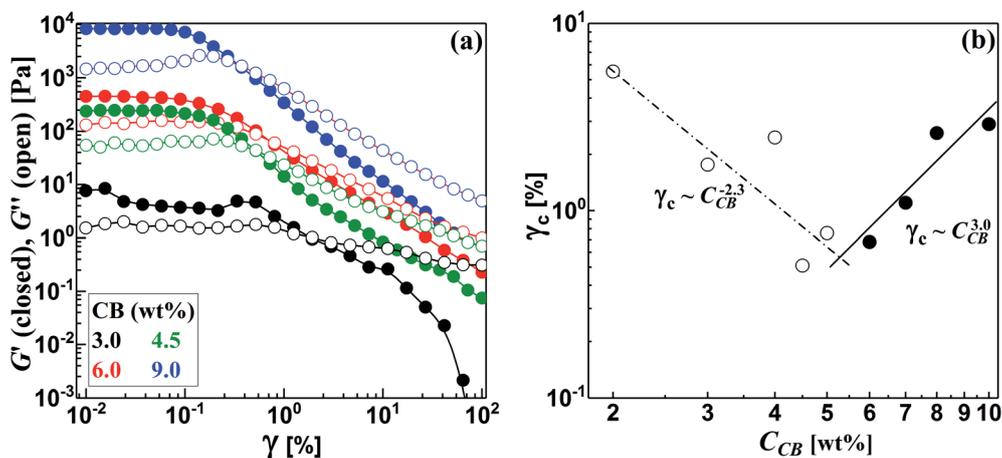 (a)
G' (closed), G'' (open) [Pa]
10^4
10^3
10^2
10^1
10^0
10^-1
10^-2
10^-3
CB (wt%)
3.0 4.5
6.0 9.0
10^-2 10^-1 10^0 10^1 10^2
γ [%]
(b)
γ_c [%]
10^1
10^0
10^-1
γ_c ~ C_CB^-2.3
γ_c ~ C_CB^3.0
2 3 4 5 6 7 8 9 10
C_CB [wt%]